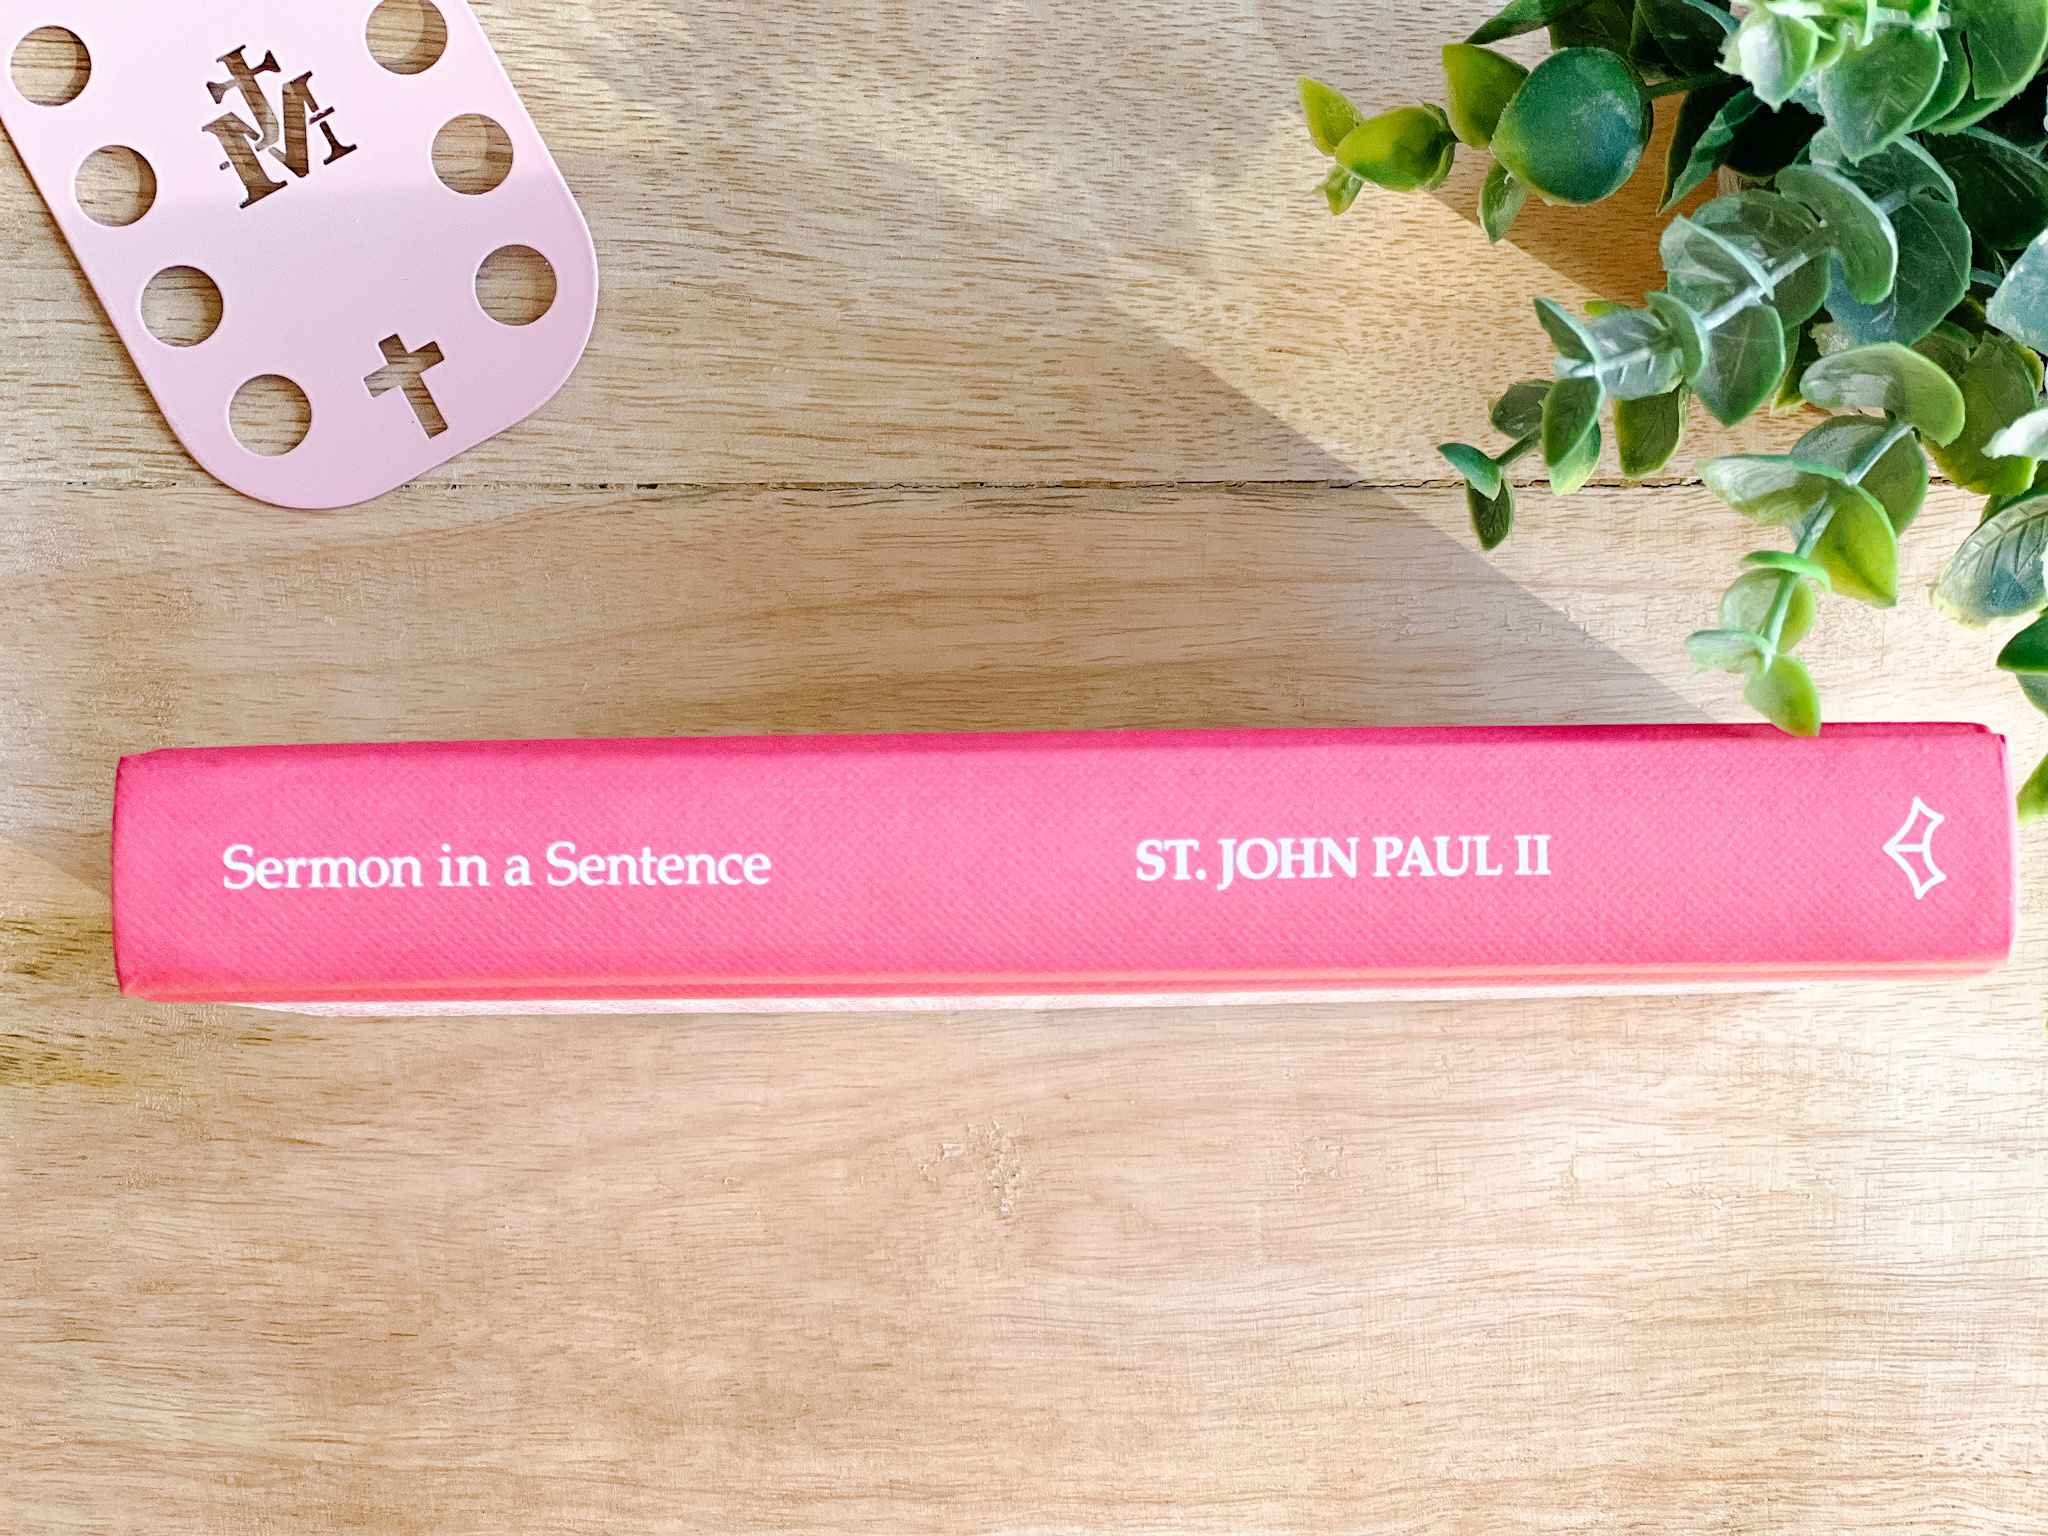 Sermon in a Sentence
ST. JOHN PAUL II